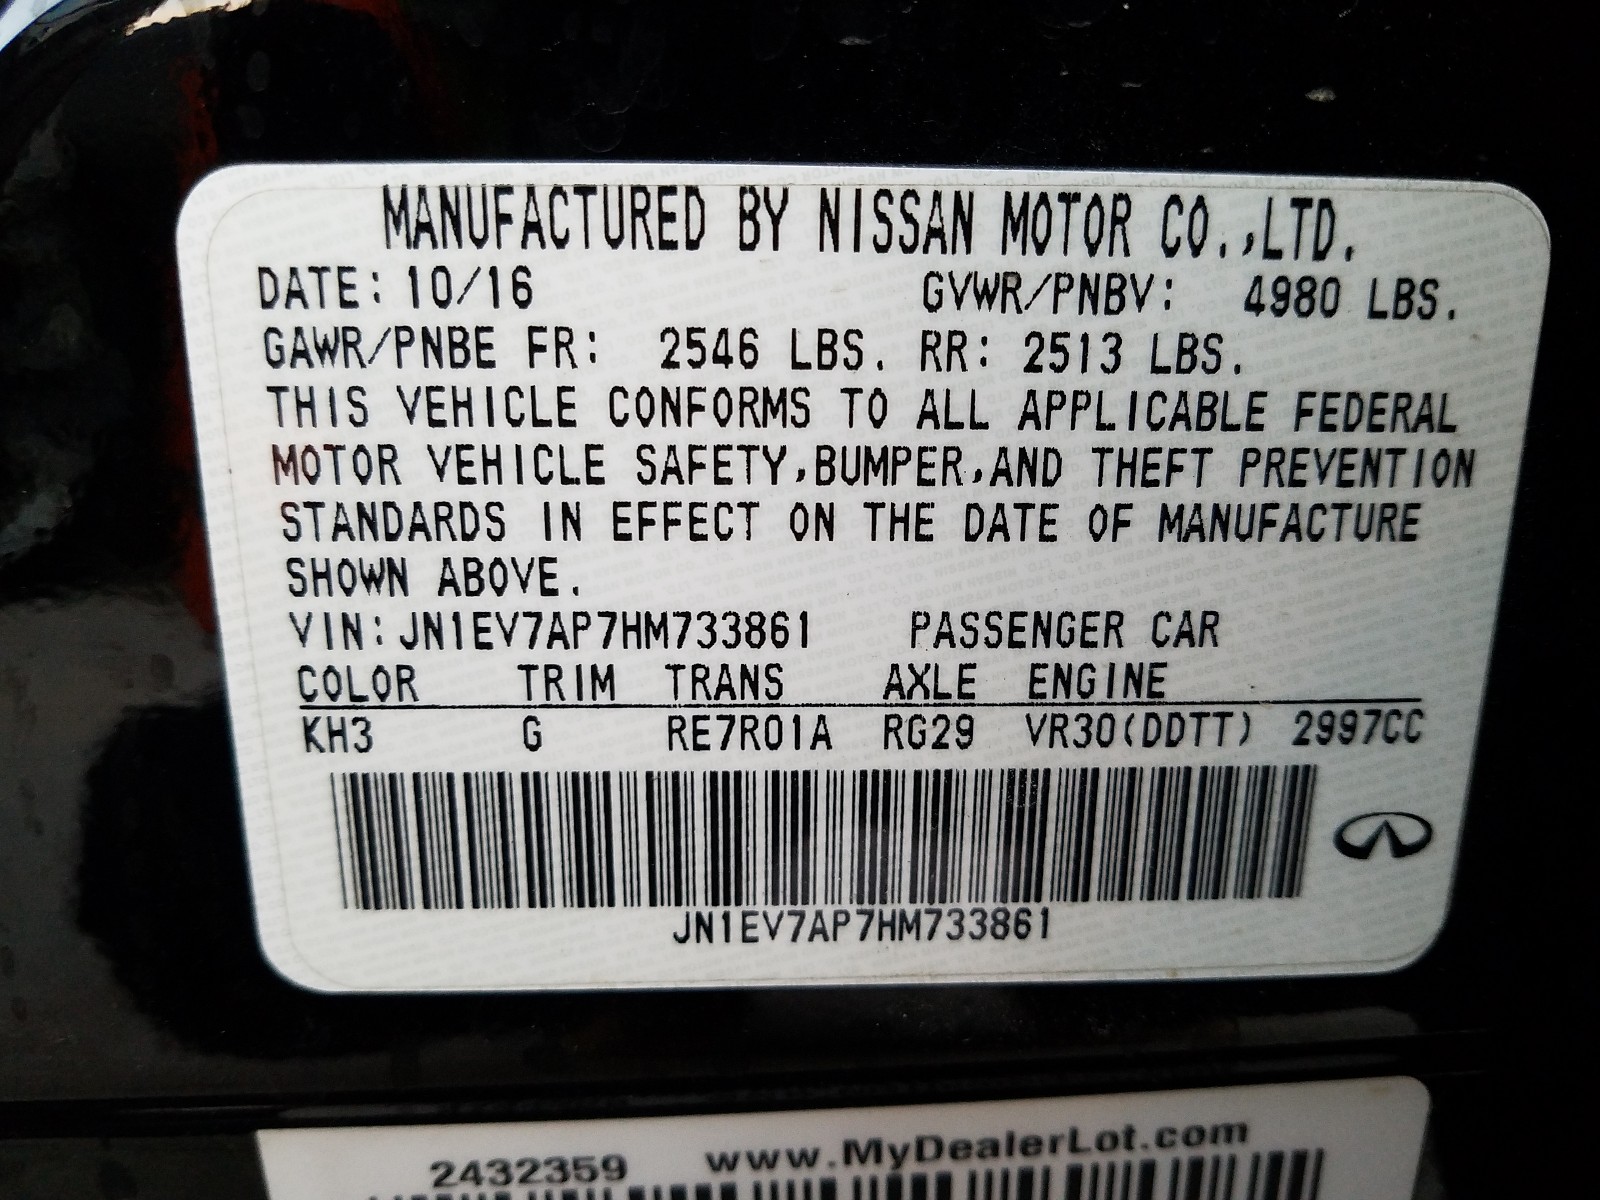 MANUFACTURED BY NISSAN MOTOR CO.,LTD.
DATE: 10/16 GVWR/PNBV: 4980 LBS.
GAWR/PNBE FR: 2546 LBS. RR: 2513 LBS.
THIS VEHICLE CONFORMS TO ALL APPLICABLE FEDERAL
MOTOR VEHICLE SAFETY,BUMPER,AND THEFT PREVENTION
STANDARDS IN EFFECT ON THE DATE OF MANUFACTURE
SHOWN ABOVE.
VIN: JN1EV7AP7HM733861 PASSENGER CAR
COLOR TRIM TRANS AXLE ENGINE
KH3 G RE7R01A RG29 VR30(DDTT) 2997CC
JN1EV7AP7HM733861
2432359 www.MyDealerLot.com